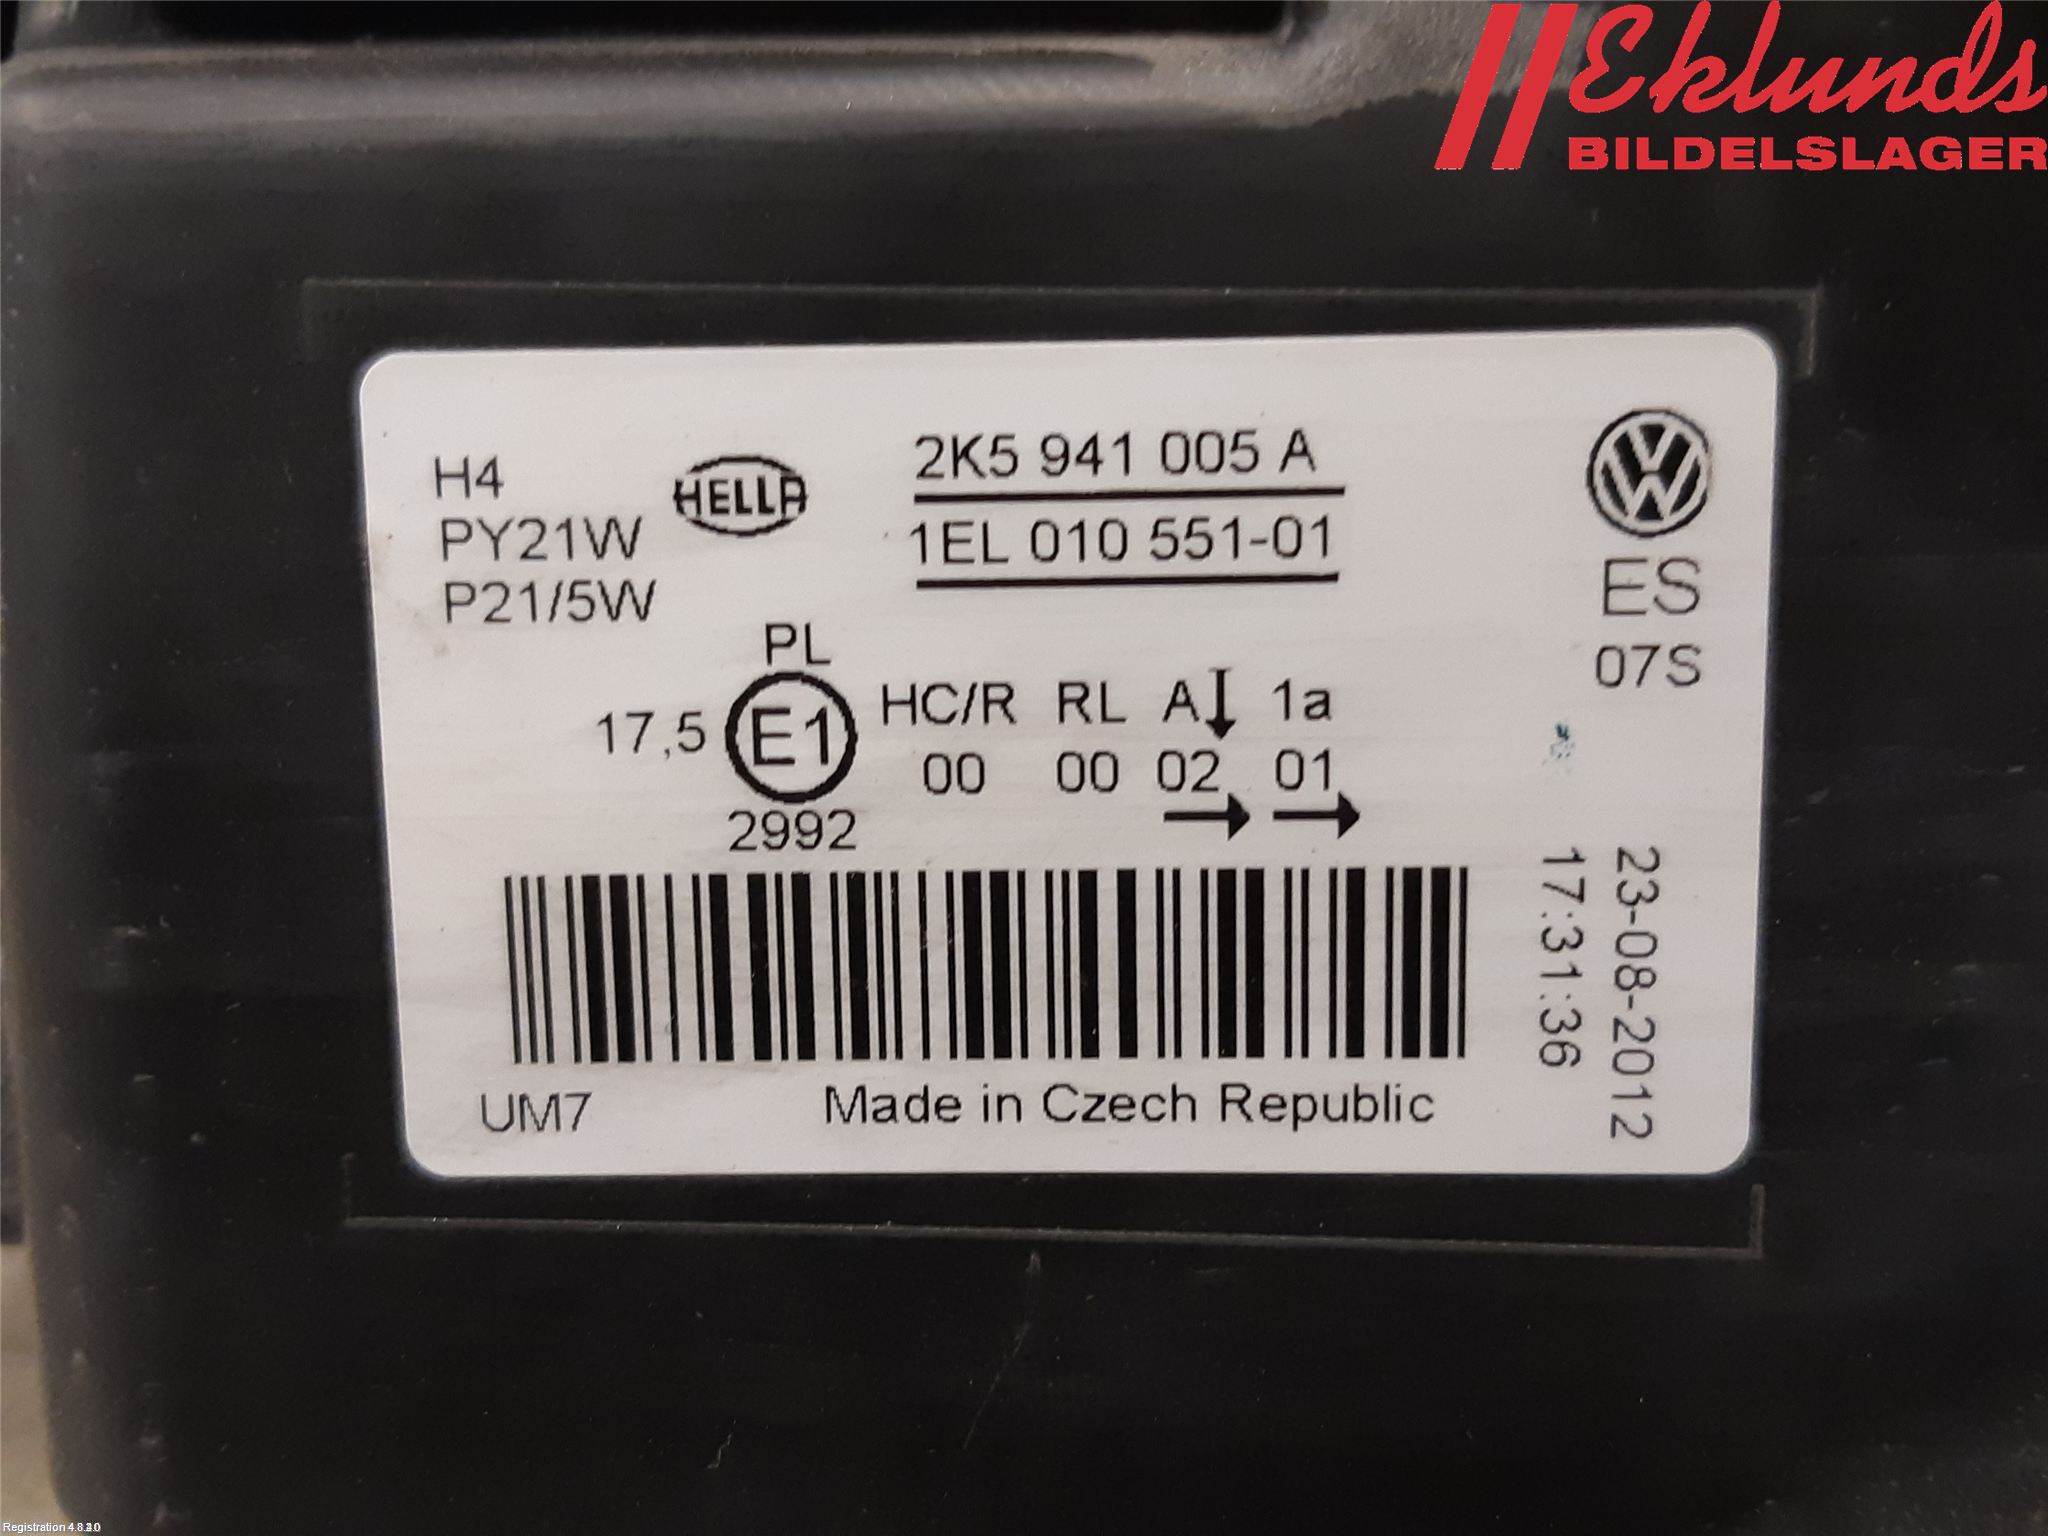 Eklunds
BILDELSLAGER
H4
PY21W
P21/5W
HELLA
2K5 941 005 A
1EL 010 551-01
ES
07S
PL
17,5 E1 HC/R RL A 1a
00 00 02 01
2992
23-08-2012
17:31:36
UM7 Made in Czech Republic